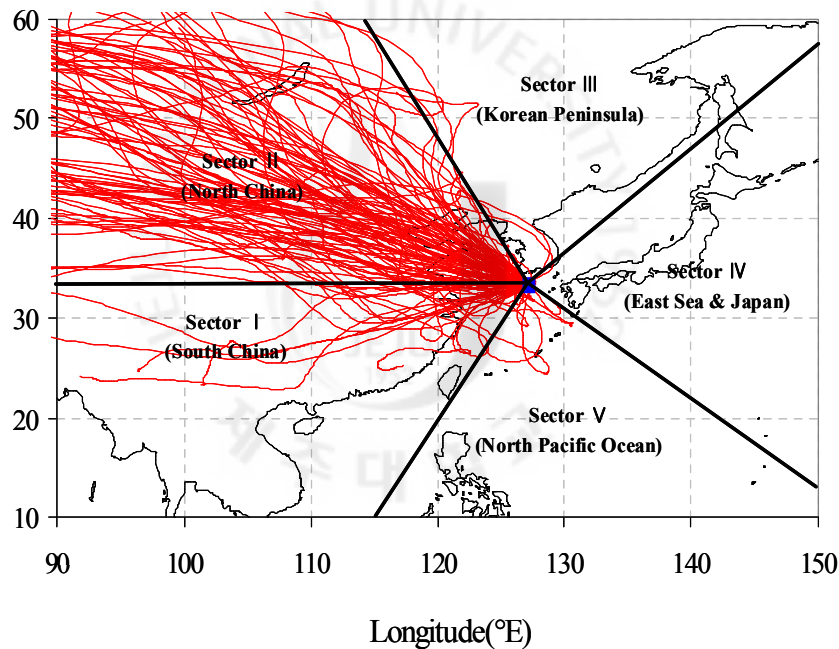 60
Sector Ⅲ
(Korean Peninsula)
50
Sector Ⅱ
(North China)
40
Sector Ⅳ
(East Sea & Japan)
30
Sector Ⅰ
(South China)
20
Sector Ⅴ
(North Pacific Ocean)
10
90 100 110 120 130 140 150
Longitude(°E)